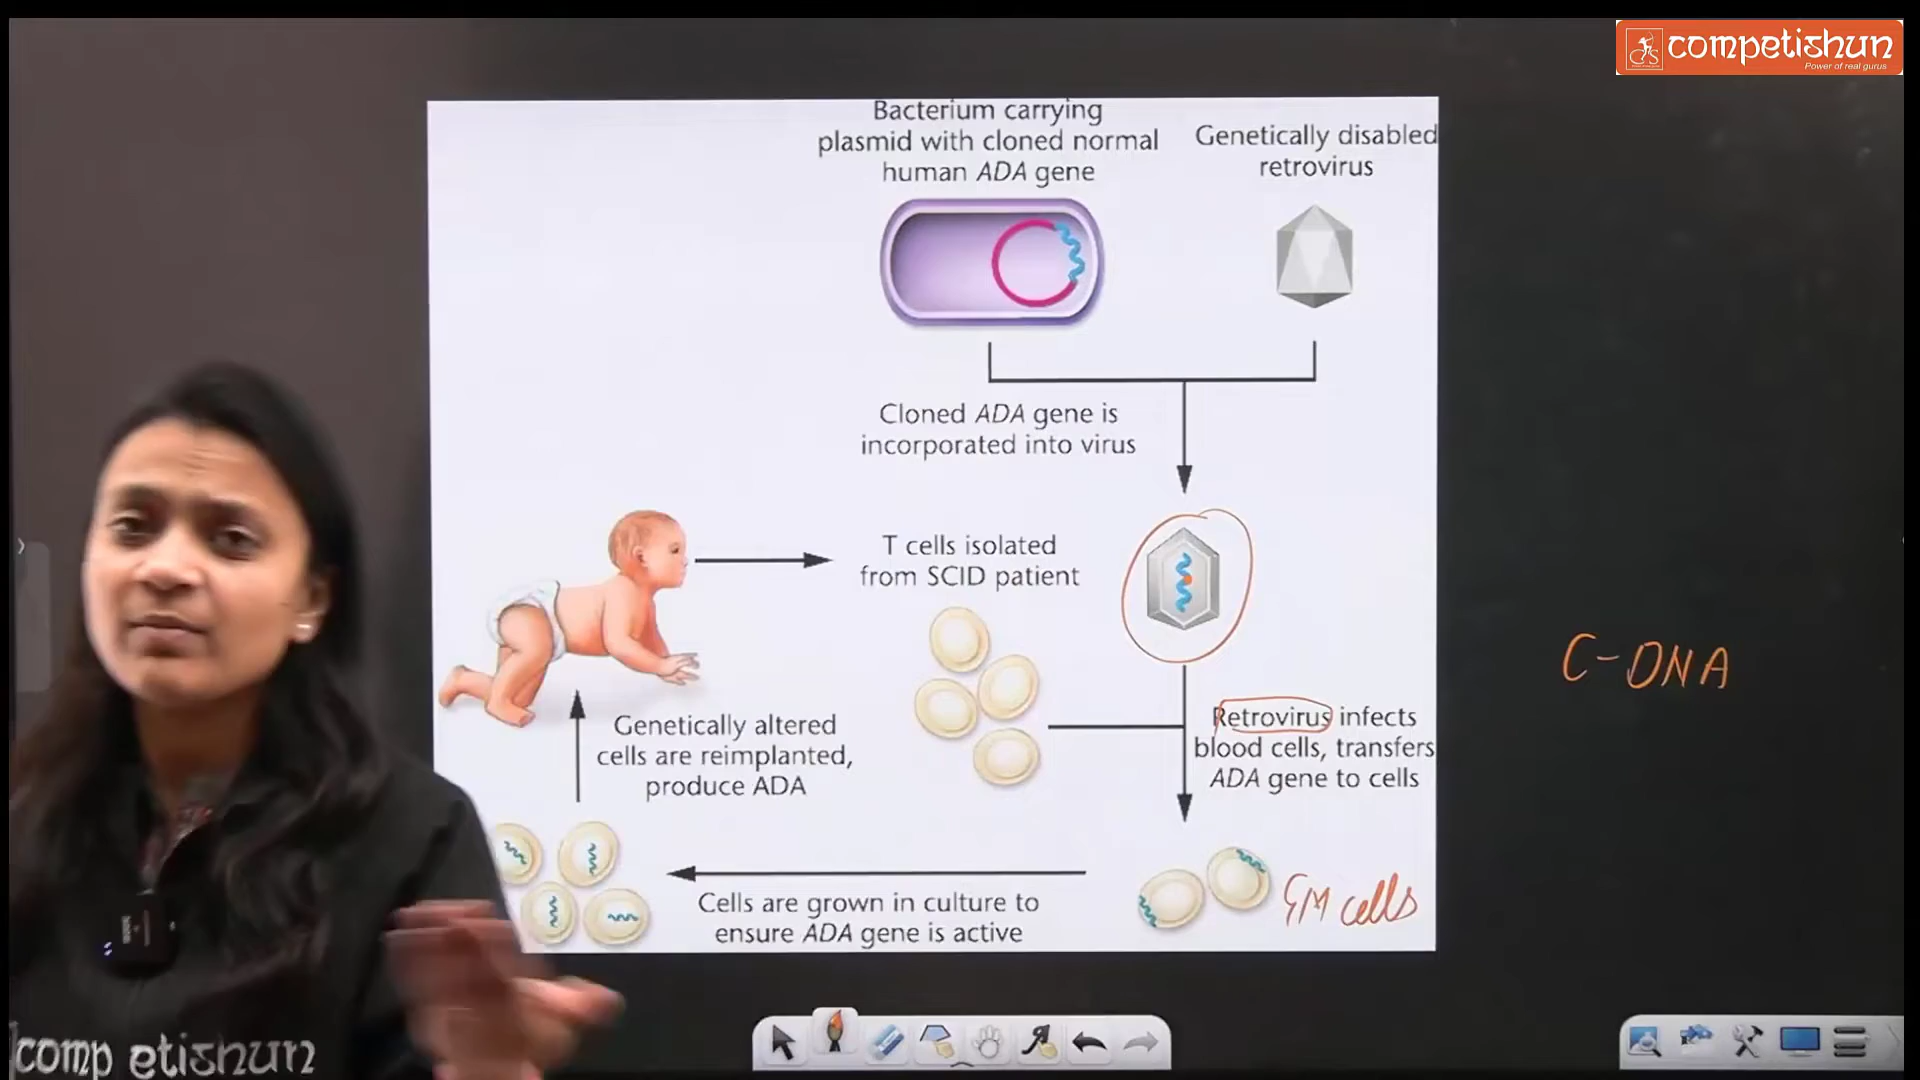 competishun
Power of real gurus
Bacterium carrying
plasmid with cloned normal
human ADA gene
Genetically disabled
retrovirus
Cloned ADA gene is
incorporated into virus
T cells isolated
from SCID patient
C-DNA
Retrovirus infects
blood cells, transfers
ADA gene to cells
Genetically altered
cells are reimplanted,
produce ADA
GM cells
Cells are grown in culture to
ensure ADA gene is active
competishun